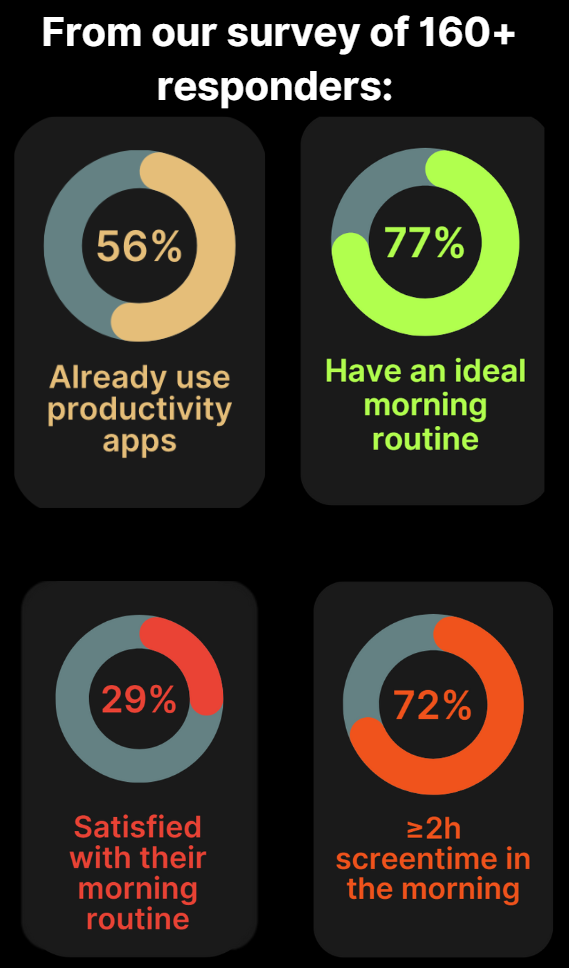 From our survey of 160+
responders:
56%
Already use
productivity
apps
77%
Have an ideal
morning
routine
29%
Satisfied
with their
morning
routine
72%
≥2h
screentime in
the morning